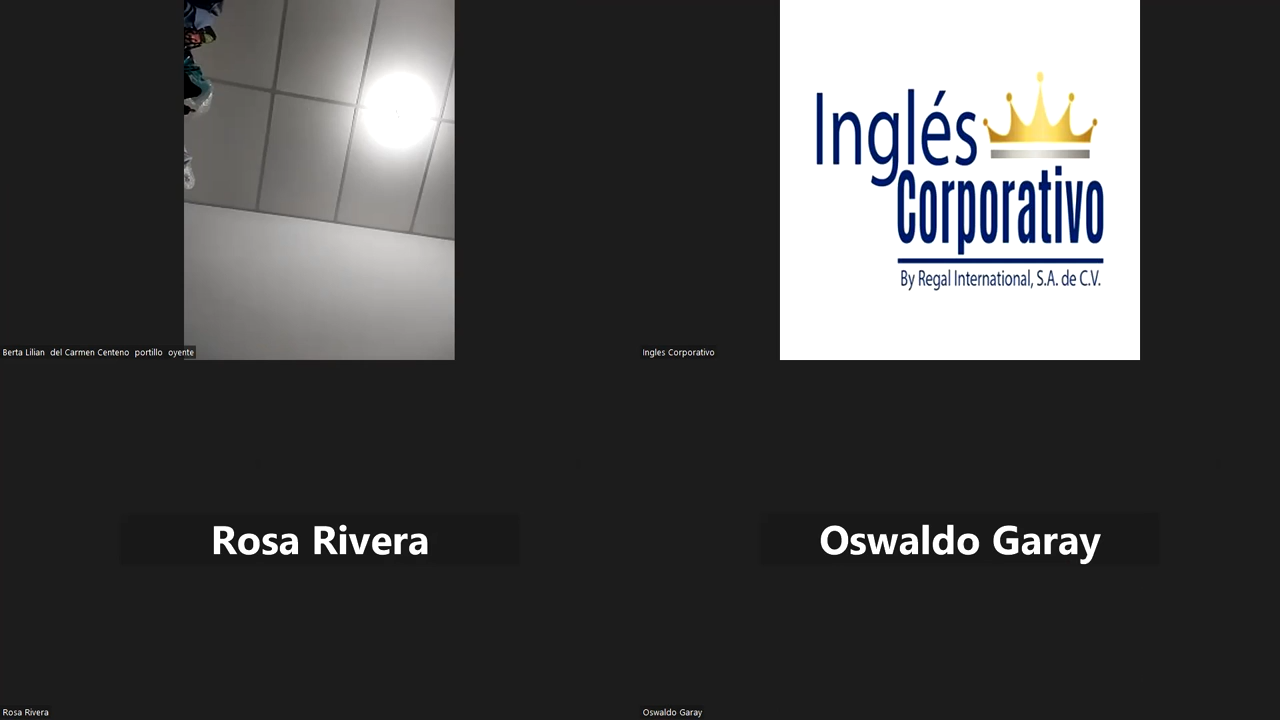 Berta Lilian  del Carmen Centeno  portillo  oyente
Inglés
Corporativo
By Regal International, S.A. de C.V.
Ingles Corporativo
Rosa Rivera
Rosa Rivera
Oswaldo Garay
Oswaldo Garay